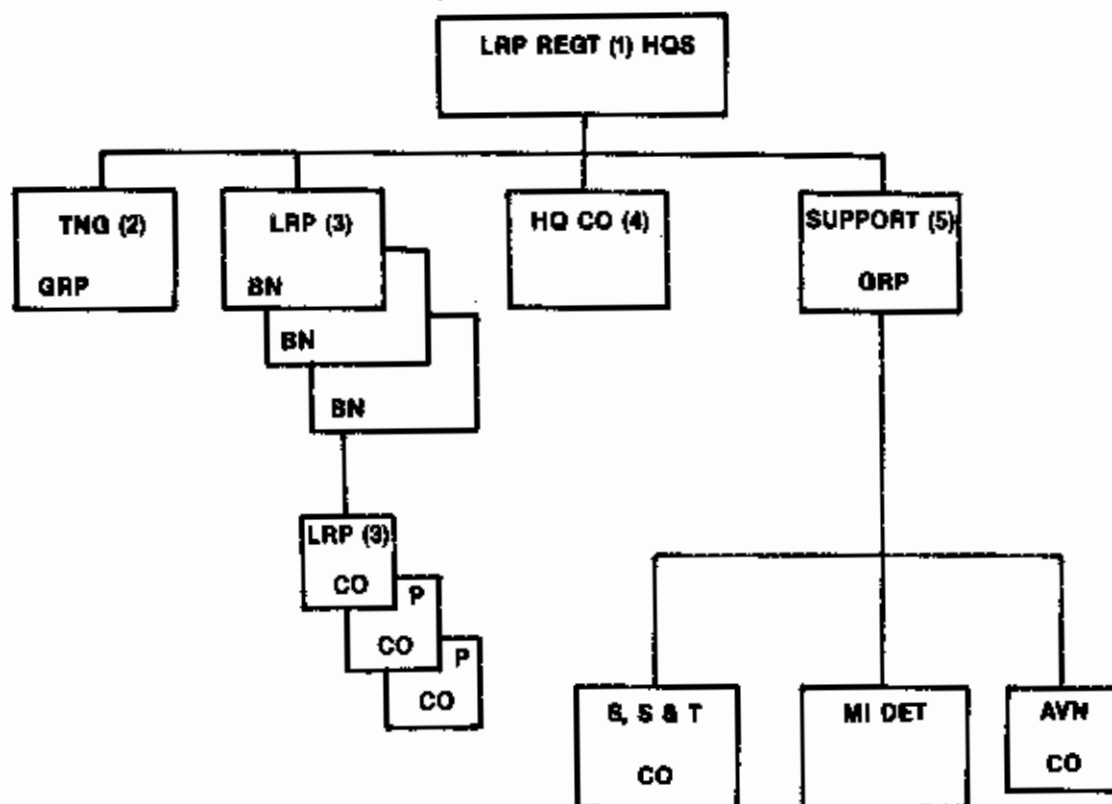 LRP REGT (1) HQS
TNG (2)
GRP
LRP (3)
BN
BN
BN
HQ CO (4)
SUPPORT (5)
GRP
LRP (3)
CO
P
CO
P
CO
S, S & T
CO
MI DET
AVN
CO